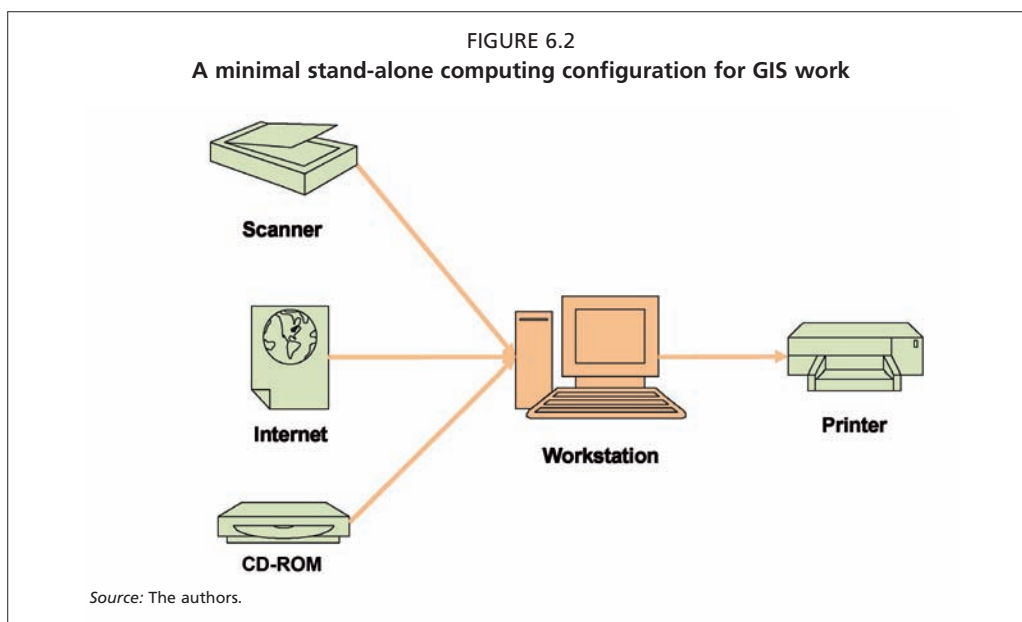 FIGURE 6.2
A minimal stand-alone computing configuration for GIS work
Scanner
Internet
Workstation
Printer
CD-ROM
Source: The authors.